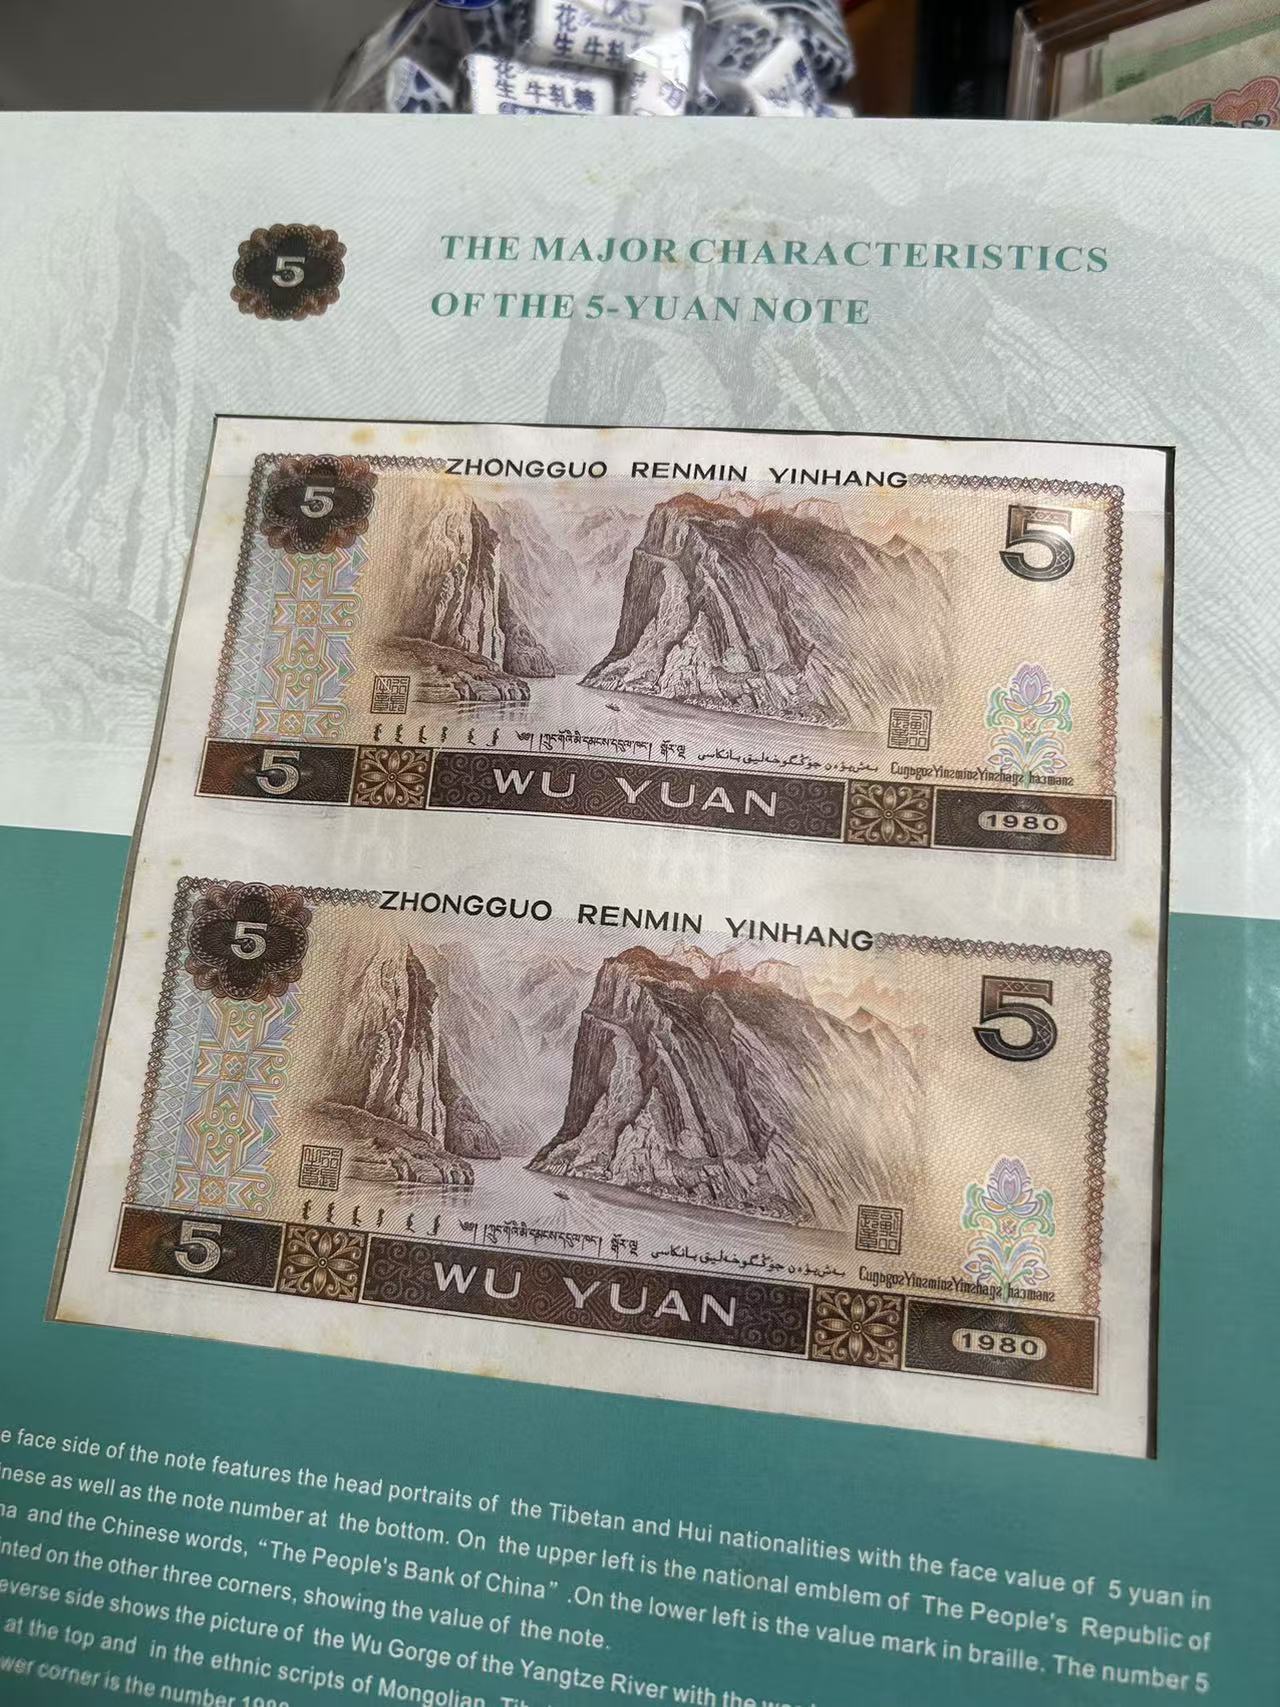 花生 牛轧
花生 牛轧糖
5
THE MAJOR CHARACTERISTICS
OF THE 5-YUAN NOTE
ZHONGGUO RENMIN YINHANG
5
5
5
WU YUAN
1980
ZHONGGUO RENMIN YINHANG
5
5
5
WU YUAN
1980
e face side of the note features the head portraits of the Tibetan and Hui nationalities with the face value of 5 yuan in
nese as well as the note number at the bottom. On the upper left is the national emblem of The People's Republic of
na and the Chinese words, “The People's Bank of China” .On the lower left is the value mark in braille. The number 5
inted on the other three corners, showing the value of the note.
everse side shows the picture of the Wu Gorge of the Yangtze River with the
at the top and in the ethnic scripts of Mongolian,
wer corner is the number